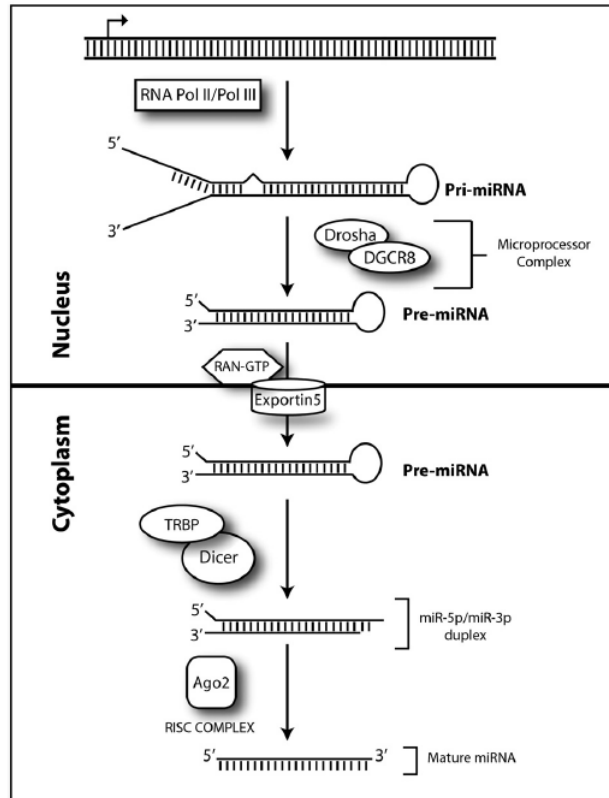 RNA Pol II/Pol III
5’
Pri-miRNA
3’
Drosha
DGCR8
Microprocessor
Complex
5’
3’
Pre-miRNA
Nucleus
RAN-GTP
Exportin5
Cytoplasm
5’
3’
Pre-miRNA
TRBP
Dicer
5’
3’
miR-5p/miR-3p
duplex
Ago2
RISC COMPLEX
5’
3’
Mature miRNA